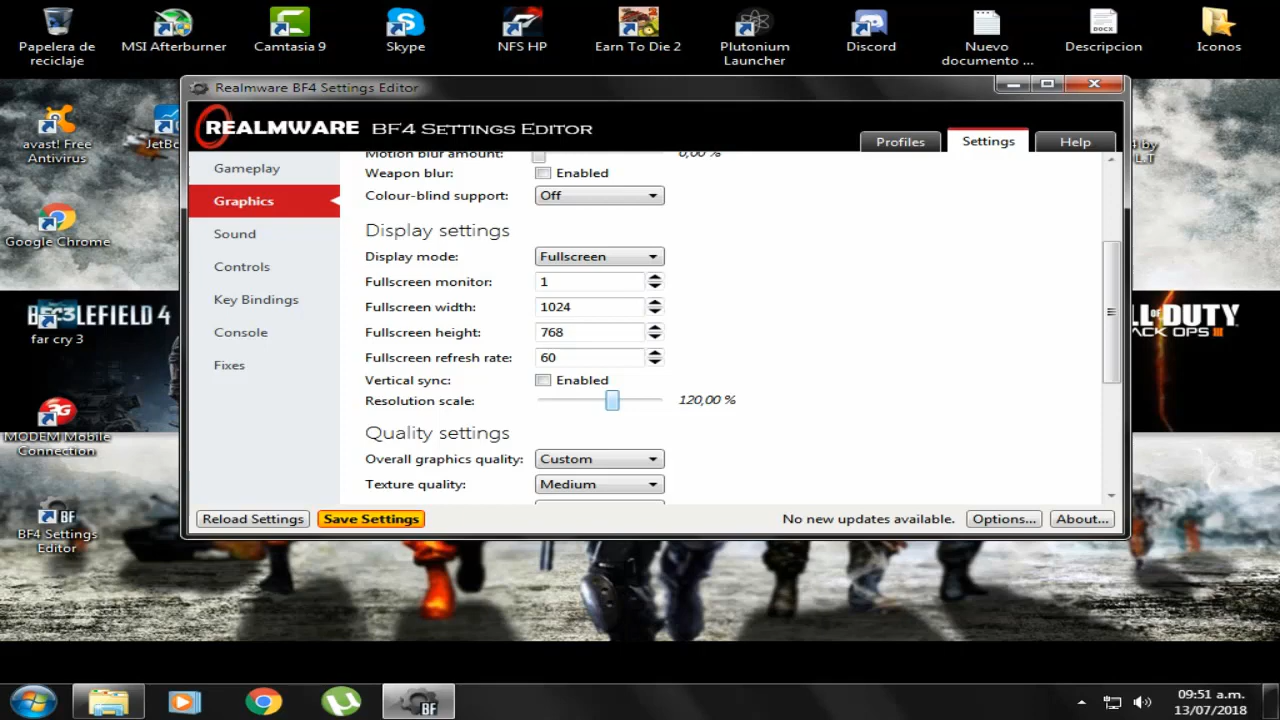 Papelera de
reciclaje
MSI Afterburner
Camtasia 9
Skype
NFS HP
Earn To Die 2
Plutonium
Launcher
Discord
Nuevo
documento ...
Descripcion
Iconos
DOCX
avast! Free
Antivirus
Google Chrome
far cry 3
3G
MODEM Mobile
Connection
BF
BF4 Settings
Editor
Realmware BF4 Settings Editor
REALMWARE BF4 SETTINGS EDITOR
Profiles
Settings
Help
Gameplay
Graphics
Sound
Controls
Key Bindings
Console
Fixes
Motion blur amount: 0,00 %
Weapon blur: Enabled
Colour-blind support: Off
Display settings
Display mode: Fullscreen
Fullscreen monitor: 1
Fullscreen width: 1024
Fullscreen height: 768
Fullscreen refresh rate: 60
Vertical sync: Enabled
Resolution scale: 120,00 %
Quality settings
Overall graphics quality: Custom
Texture quality: Medium
Reload Settings
Save Settings
No new updates available.
Options...
About...
BF
09:51 a.m.
13/07/2018